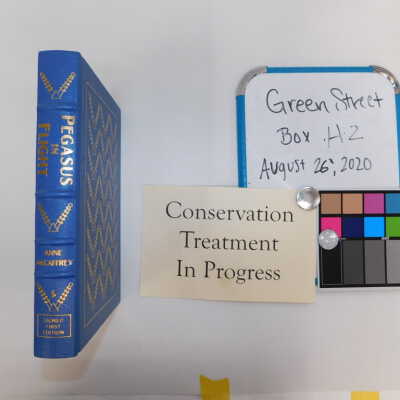 PEGASUS
IN
FLIGHT
ANNE
McCAFFREY
SIGNED
FIRST
EDITION
Green Street
Box H2
August 26, 2020
Conservation
Treatment
In Progress